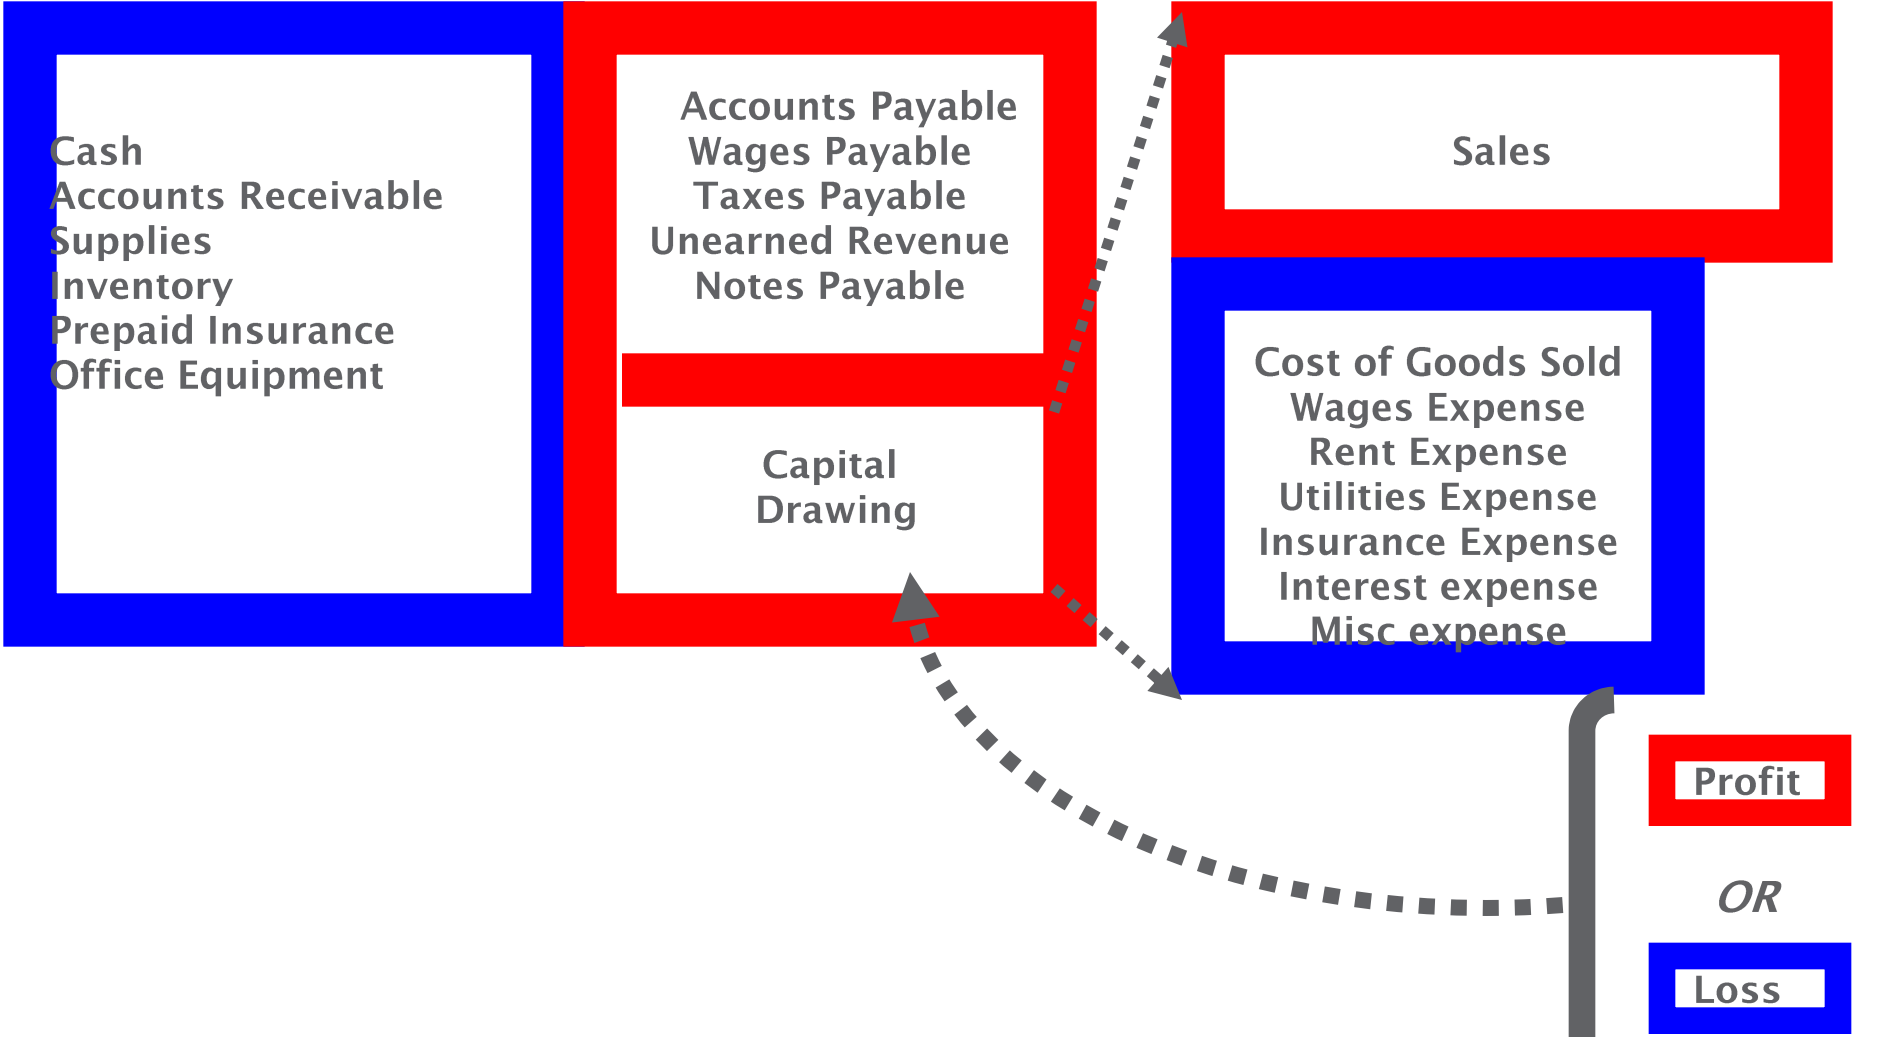 Cash
Accounts Receivable
Supplies
Inventory
Prepaid Insurance
Office Equipment
Accounts Payable
Wages Payable
Taxes Payable
Unearned Revenue
Notes Payable
Capital
Drawing
Sales
Cost of Goods Sold
Wages Expense
Rent Expense
Utilities Expense
Insurance Expense
Interest expense
Misc expense
Profit
OR
Loss